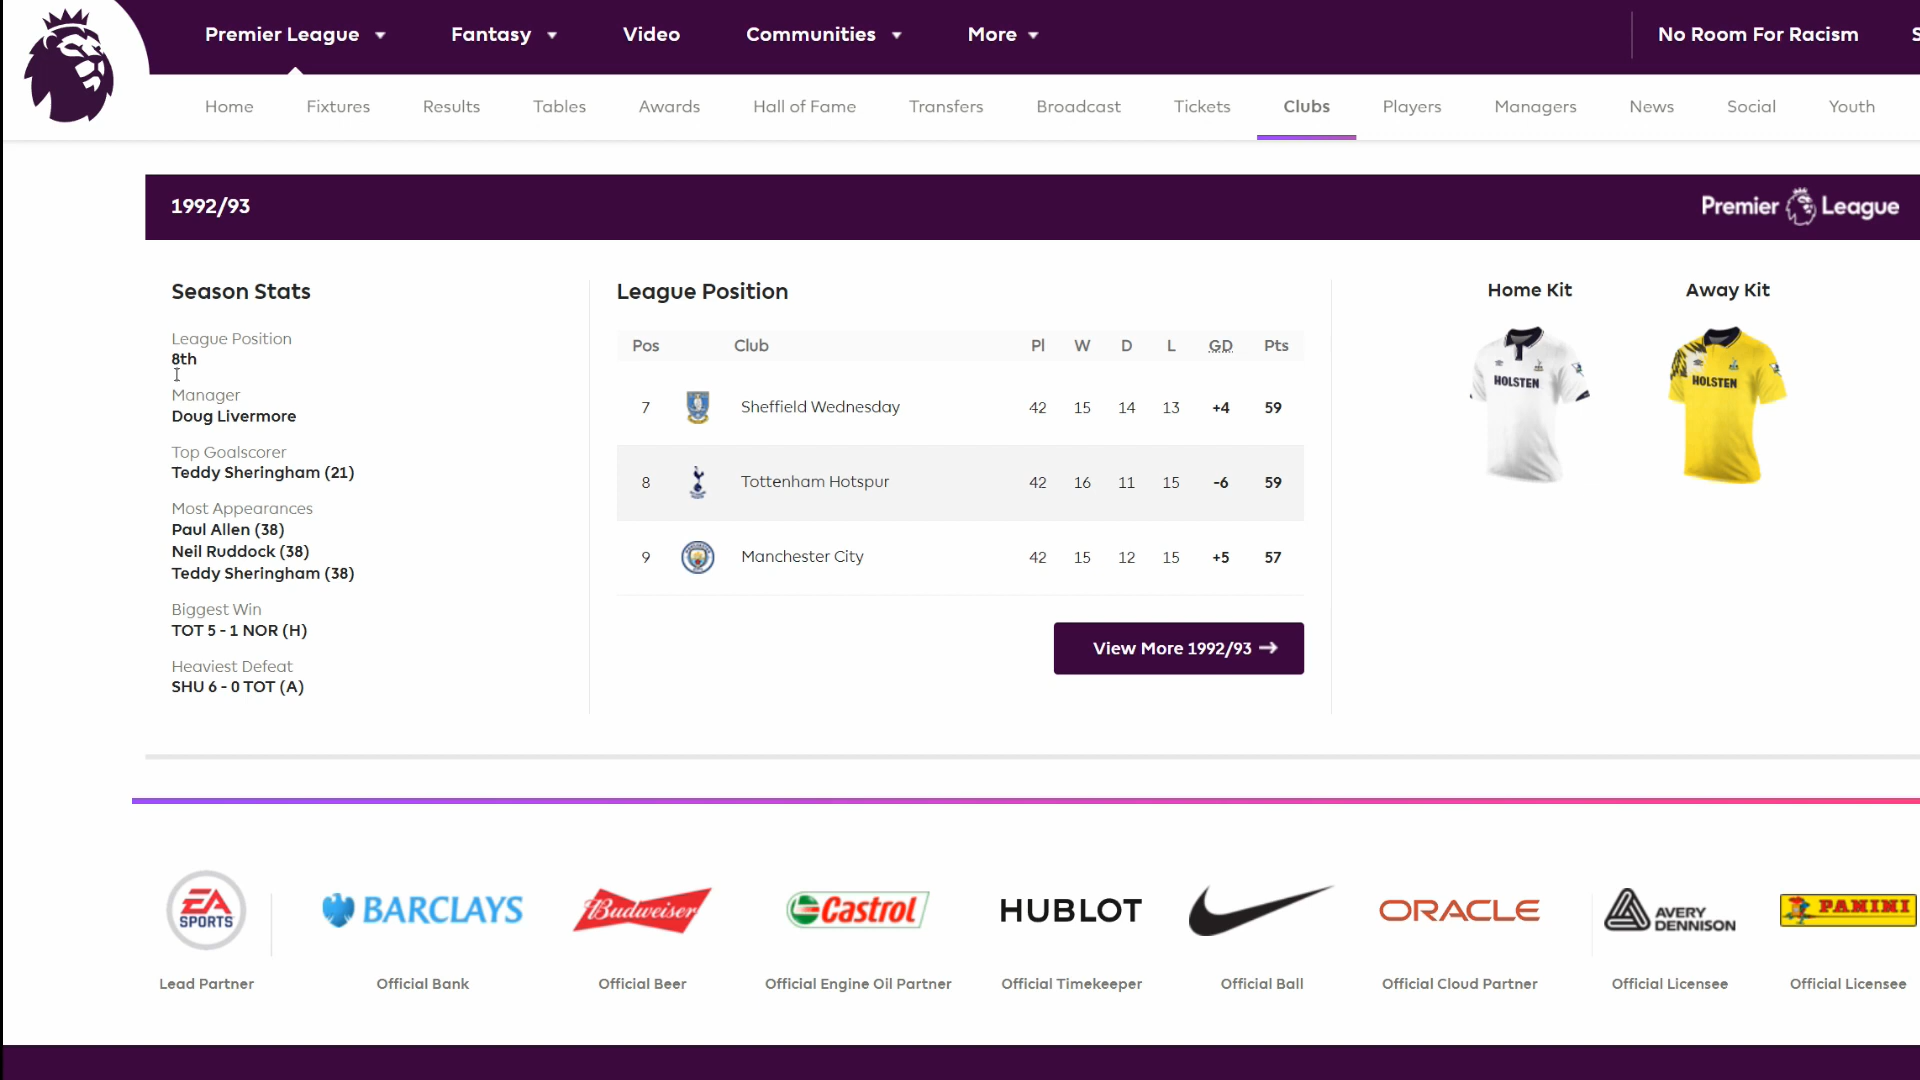 Premier League
Fantasy
Video
Communities
More
No Room For Racism
Home
Fixtures
Results
Tables
Awards
Hall of Fame
Transfers
Broadcast
Tickets
Clubs
Players
Managers
News
Social
Youth
1992/93
Premier League
Season Stats
League Position
8th
Manager
Doug Livermore
Top Goalscorer
Teddy Sheringham (21)
Most Appearances
Paul Allen (38)
Neil Ruddock (38)
Teddy Sheringham (38)
Biggest Win
TOT 5 - 1 NOR (H)
Heaviest Defeat
SHU 6 - 0 TOT (A)
League Position
Pos Club Pl W D L GD Pts
7 Sheffield Wednesday 42 15 14 13 +4 59
8 Tottenham Hotspur 42 16 11 15 -6 59
9 Manchester City 42 15 12 15 +5 57
View More 1992/93
Home Kit
HOLSTEN
Away Kit
HOLSTEN
EA
SPORTS
Lead Partner
BARCLAYS
Official Bank
Budweiser
Official Beer
Castrol
Official Engine Oil Partner
HUBLOT
Official Timekeeper
Official Ball
ORACLE
Official Cloud Partner
AVERY
DENNISON
Official Licensee
PANINI
Official Licensee